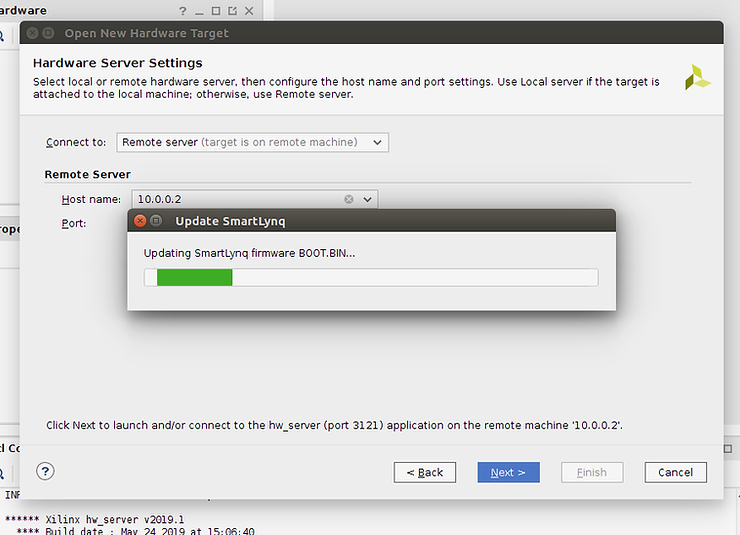 ardware
Open New Hardware Target
Hardware Server Settings
Select local or remote hardware server, then configure the host name and port settings. Use Local server if the target is
attached to the local machine; otherwise, use Remote server.
Connect to: Remote server (target is on remote machine)
Remote Server
Host name: 10.0.0.2
Port:
rope
Update SmartLynq
Updating SmartLynq firmware BOOT.BIN...
Click Next to launch and/or connect to the hw_server (port 3121) application on the remote machine '10.0.0.2'.
cl Co
? < Back Next > Finish Cancel
INF
****** Xilinx hw_server v2019.1
**** Build date : May 24 2019 at 15:06:40